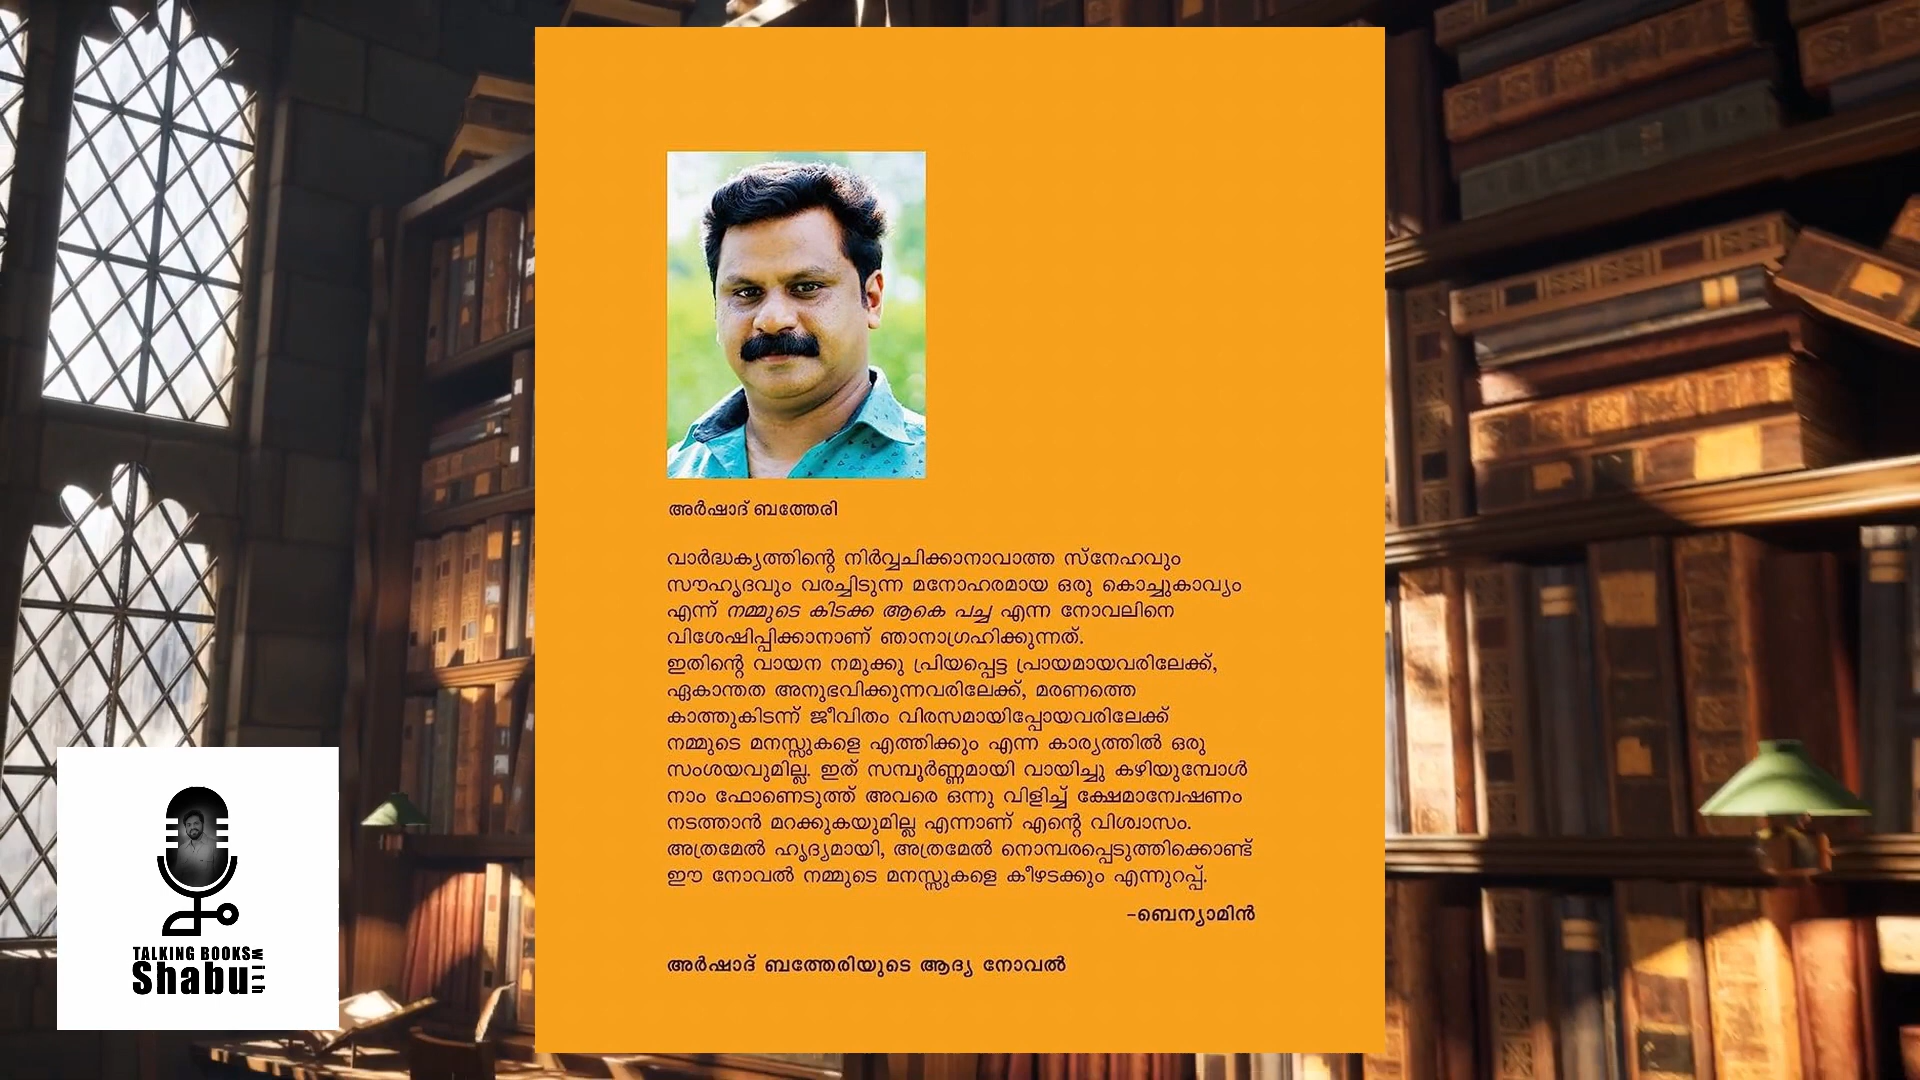 അർഷാദ് ബത്തേരി
വാർദ്ധക്യത്തിന്റെ നിർവ്വചിക്കാനാവാത്ത സ്നേഹവും
സൗഹൃദവും വരച്ചിടുന്ന മനോഹരമായ ഒരു കൊച്ചുകാവ്യം
എന്ന് നമ്മുടെ കിടക്ക ആകെ പച്ച എന്ന നോവലിനെ
വിശേഷിപ്പിക്കാനാണ് ഞാനാഗ്രഹിക്കുന്നത്.
ഇതിന്റെ വായന നമുക്കു പ്രിയപ്പെട്ട പ്രായമായവരിലേക്ക്,
ഏകാന്തത അനുഭവിക്കുന്നവരിലേക്ക്, മരണത്തെ
കാത്തുകിടന്ന് ജീവിതം വിരസമായിപ്പോയവരിലേക്ക്
നമ്മുടെ മനസ്സുകളെ എത്തിക്കും എന്ന കാര്യത്തിൽ ഒരു
സംശയവുമില്ല. ഇത് സമ്പൂർണ്ണമായി വായിച്ചു കഴിയുമ്പോൾ
നാം ഫോണെടുത്ത് അവരെ ഒന്നു വിളിച്ച് ക്ഷേമാന്വേഷണം
നടത്താൻ മറക്കുകയുമില്ല എന്നാണ് എന്റെ വിശ്വാസം.
അത്രമേൽ ഹൃദ്യമായി, അത്രമേൽ നൊമ്പരപ്പെടുത്തിക്കൊണ്ട്
ഈ നോവൽ നമ്മുടെ മനസ്സുകളെ കീഴടക്കും എന്നുറപ്പ്.
-ബെന്യാമിൻ
അർഷാദ് ബത്തേരിയുടെ ആദ്യ നോവൽ
TALKING BOOKS
with
Shabu